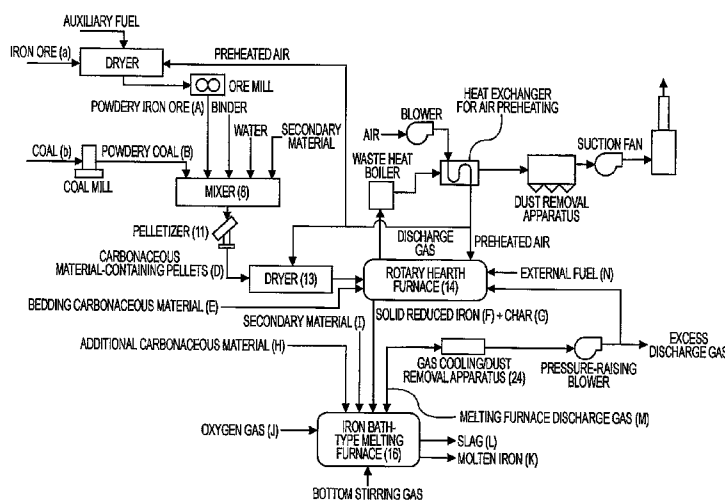 AUXILIARY FUEL
IRON ORE (a)
DRYER
PREHEATED AIR
ORE MILL
POWDERY IRON ORE (A)
BINDER
WATER
SECONDARY
MATERIAL
COAL (b)
POWDERY COAL (B)
COAL MILL
MIXER (8)
PELLETIZER (11)
CARBONACEOUS
MATERIAL-CONTAINING PELLETS (D)
DRYER (13)
HEAT EXCHANGER
FOR AIR PREHEATING
BLOWER
AIR
WASTE HEAT
BOILER
SUCTION FAN
DUST REMOVAL
APPARATUS
DISCHARGE
GAS
PREHEATED AIR
ROTARY HEARTH
FURNACE (14)
EXTERNAL FUEL (N)
BEDDING CARBONACEOUS MATERIAL (E)
SOLID REDUCED IRON (F) + CHAR (G)
SECONDARY MATERIAL (I)
ADDITIONAL CARBONACEOUS MATERIAL (H)
GAS COOLING/DUST
REMOVAL APPARATUS (24)
PRESSURE-RAISING
BLOWER
EXCESS
DISCHARGE GAS
MELTING FURNACE DISCHARGE GAS (M)
OXYGEN GAS (J)
IRON BATH-
TYPE MELTING
FURNACE (16)
SLAG (L)
MOLTEN IRON (K)
BOTTOM STIRRING GAS